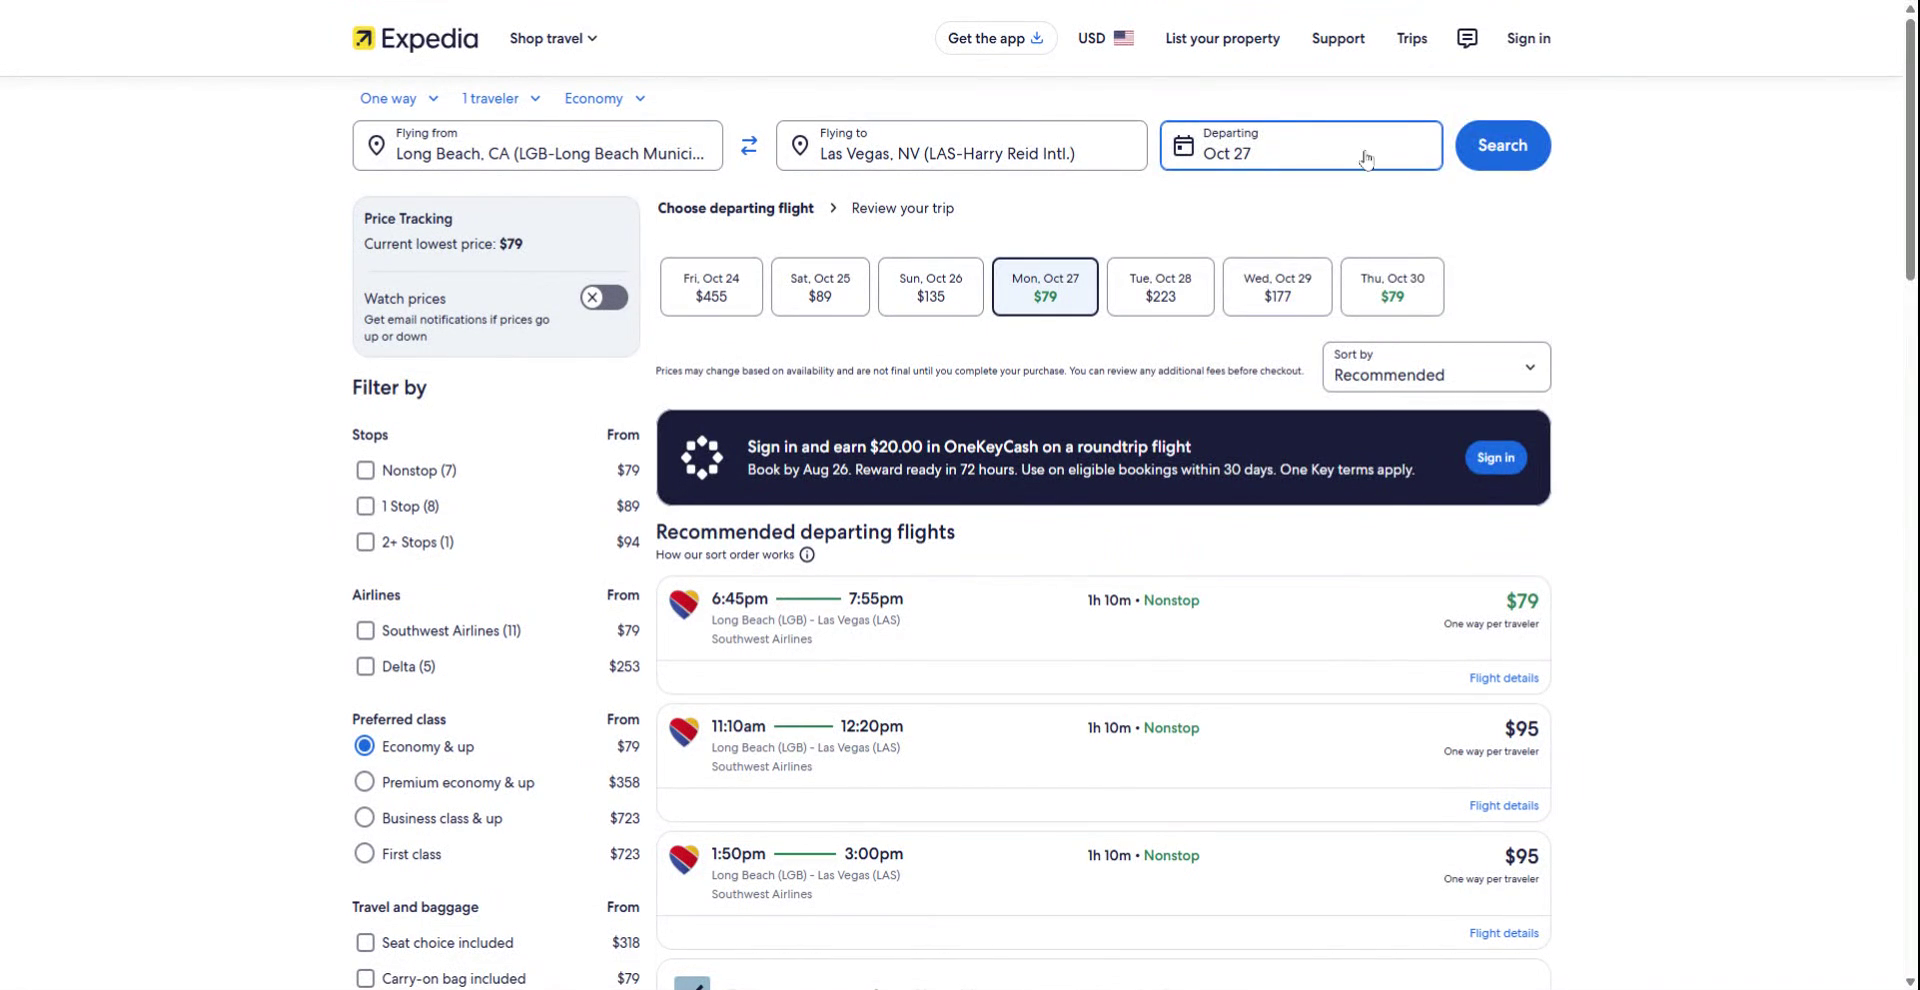 Expedia
Shop travel
Get the app
USD
List your property
Support
Trips
Sign in
One way
1 traveler
Economy
Flying from
Long Beach, CA (LGB-Long Beach Munici...
Flying to
Las Vegas, NV (LAS-Harry Reid Intl.)
Departing
Oct 27
Search
Price Tracking
Current lowest price: $79
Watch prices
Get email notifications if prices go
up or down
Choose departing flight
Review your trip
Fri, Oct 24
$455
Sat, Oct 25
$89
Sun, Oct 26
$135
Mon, Oct 27
$79
Tue, Oct 28
$223
Wed, Oct 29
$177
Thu, Oct 30
$79
Prices may change based on availability and are not final until you complete your purchase. You can review any additional fees before checkout.
Sort by
Recommended
Filter by
Stops From
Nonstop (7) $79
1 Stop (8) $89
2+ Stops (1) $94
Airlines From
Southwest Airlines (11) $79
Delta (5) $253
Preferred class From
Economy & up $79
Premium economy & up $358
Business class & up $723
First class $723
Travel and baggage From
Seat choice included $318
Carry-on bag included $79
Sign in and earn $20.00 in OneKeyCash on a roundtrip flight
Book by Aug 26. Reward ready in 72 hours. Use on eligible bookings within 30 days. One Key terms apply.
Sign in
Recommended departing flights
How our sort order works
6:45pm 7:55pm 1h 10m • Nonstop $79
Long Beach (LGB) - Las Vegas (LAS) One way per traveler
Southwest Airlines
Flight details
11:10am 12:20pm 1h 10m • Nonstop $95
Long Beach (LGB) - Las Vegas (LAS) One way per traveler
Southwest Airlines
Flight details
1:50pm 3:00pm 1h 10m • Nonstop $95
Long Beach (LGB) - Las Vegas (LAS) One way per traveler
Southwest Airlines
Flight details